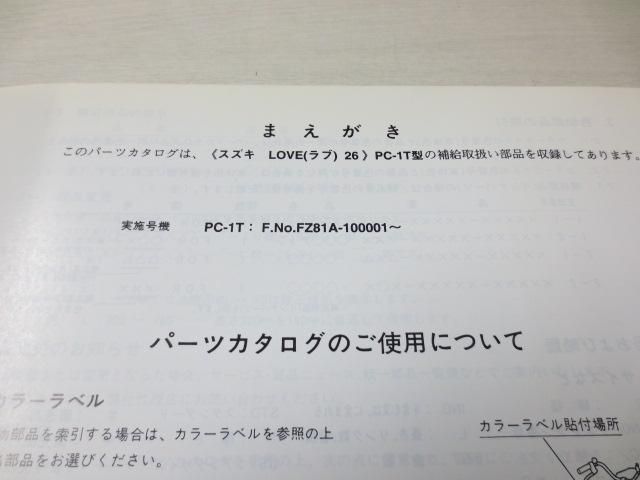 まえがき
このパーツカタログは、〈スズキ LOVE(ラブ) 26〉PC-1T型の補給取扱い部品を収録してあります。
実施号機 PC-1T： F.No.FZ81A-100001～
パーツカタログのご使用について
カラーラベル
部品を索引する場合は、カラーラベルを参照の上
部品をお選びください。
カラーラベル貼付場所